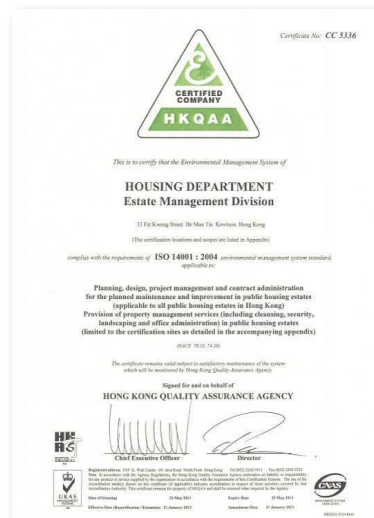 Certificate No: CC 5336
CERTIFIED
COMPANY
HKQAA
This is to certify that the Environmental Management System of
HOUSING DEPARTMENT
Estate Management Division
33 Fat Kwong Street Ho Man Tin Kowloon Hong Kong
(The certification locations and scopes are listed in Appendix)
complies with the requirements of ISO 14001 : 2004 environmental management system standard,
applicable to:
Planning, design, project management and contract administration
for the planned maintenance and improvement in public housing estates
(applicable to all public housing estates in Hong Kong)
Provision of property management services (including cleansing, security,
landscaping and office administration) in public housing estates
(limited to the certification sites as detailed in the accompanying appendix)
The certificate remains valid subject to satisfactory maintenance of the system
which will be monitored by Hong Kong Quality Assurance Agency.
Signed for and on behalf of
HONG KONG QUALITY ASSURANCE AGENCY
Chief Executive Officer Director
UKAS
CNAS
Date of Granting 26 May 2011 Expiry Date 25 May 2014
Effective Date (Recertification / Extension) 21 January 2013 Amendment Date 21 January 2013